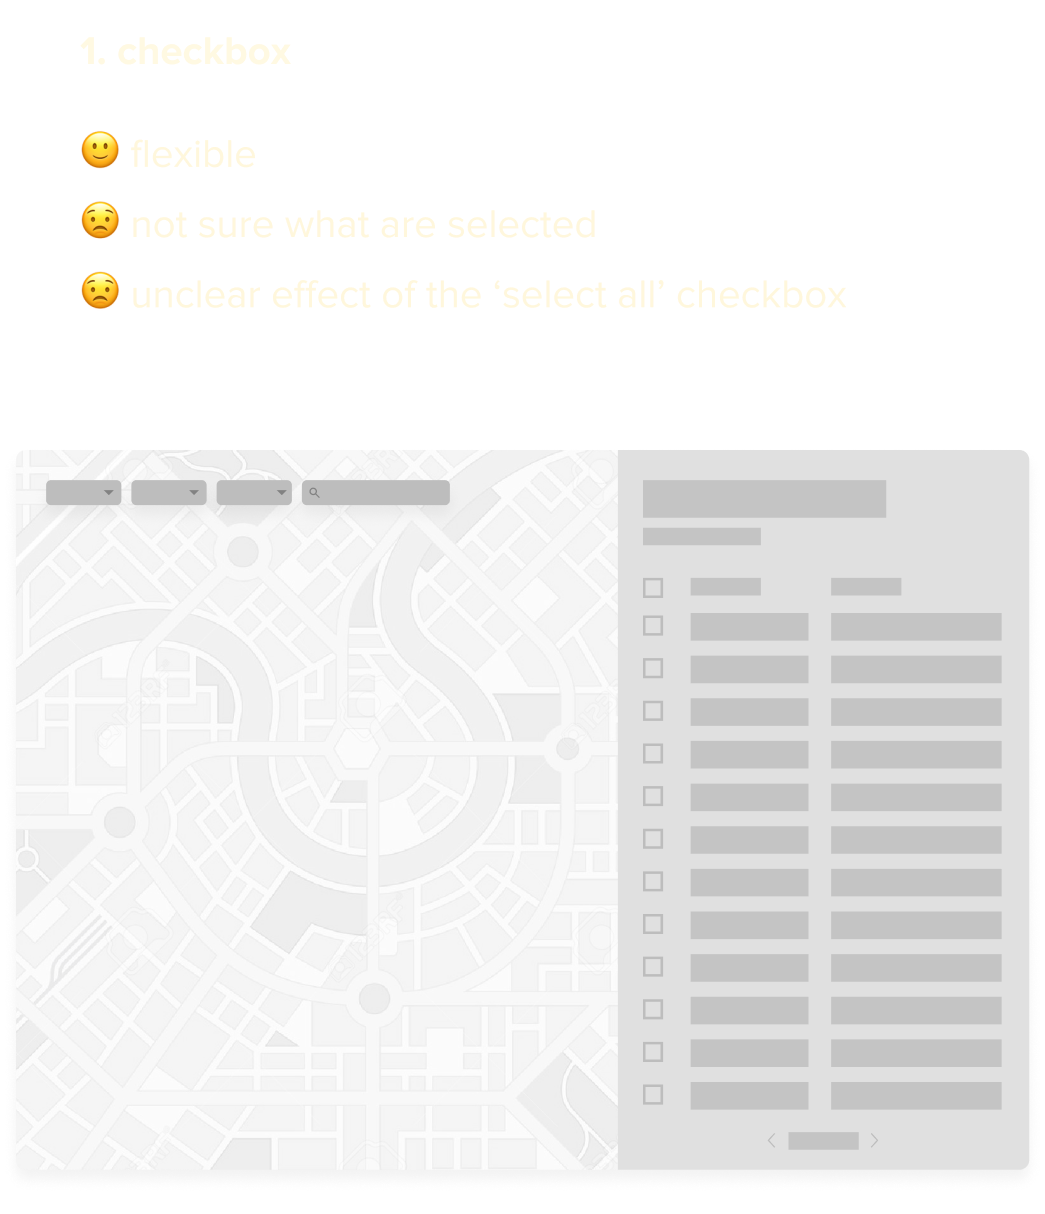 1. checkbox
🙂 flexible
😟 not sure what are selected
😟 unclear effect of the ‘select all’ checkbox